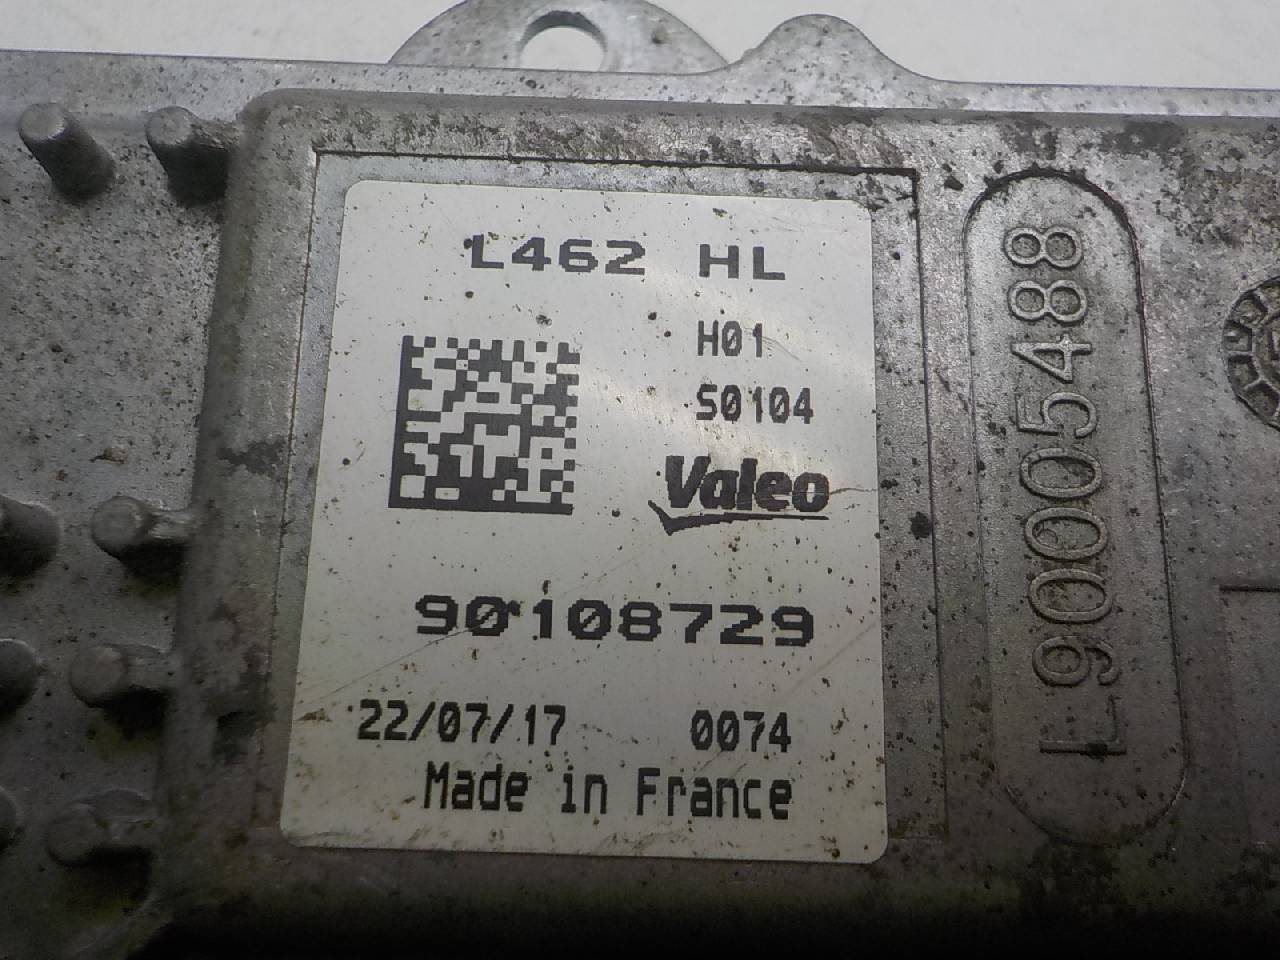 L462 HL
H01
S0104
Valeo
90108729
22/07/17 0074
Made in France
L90005488